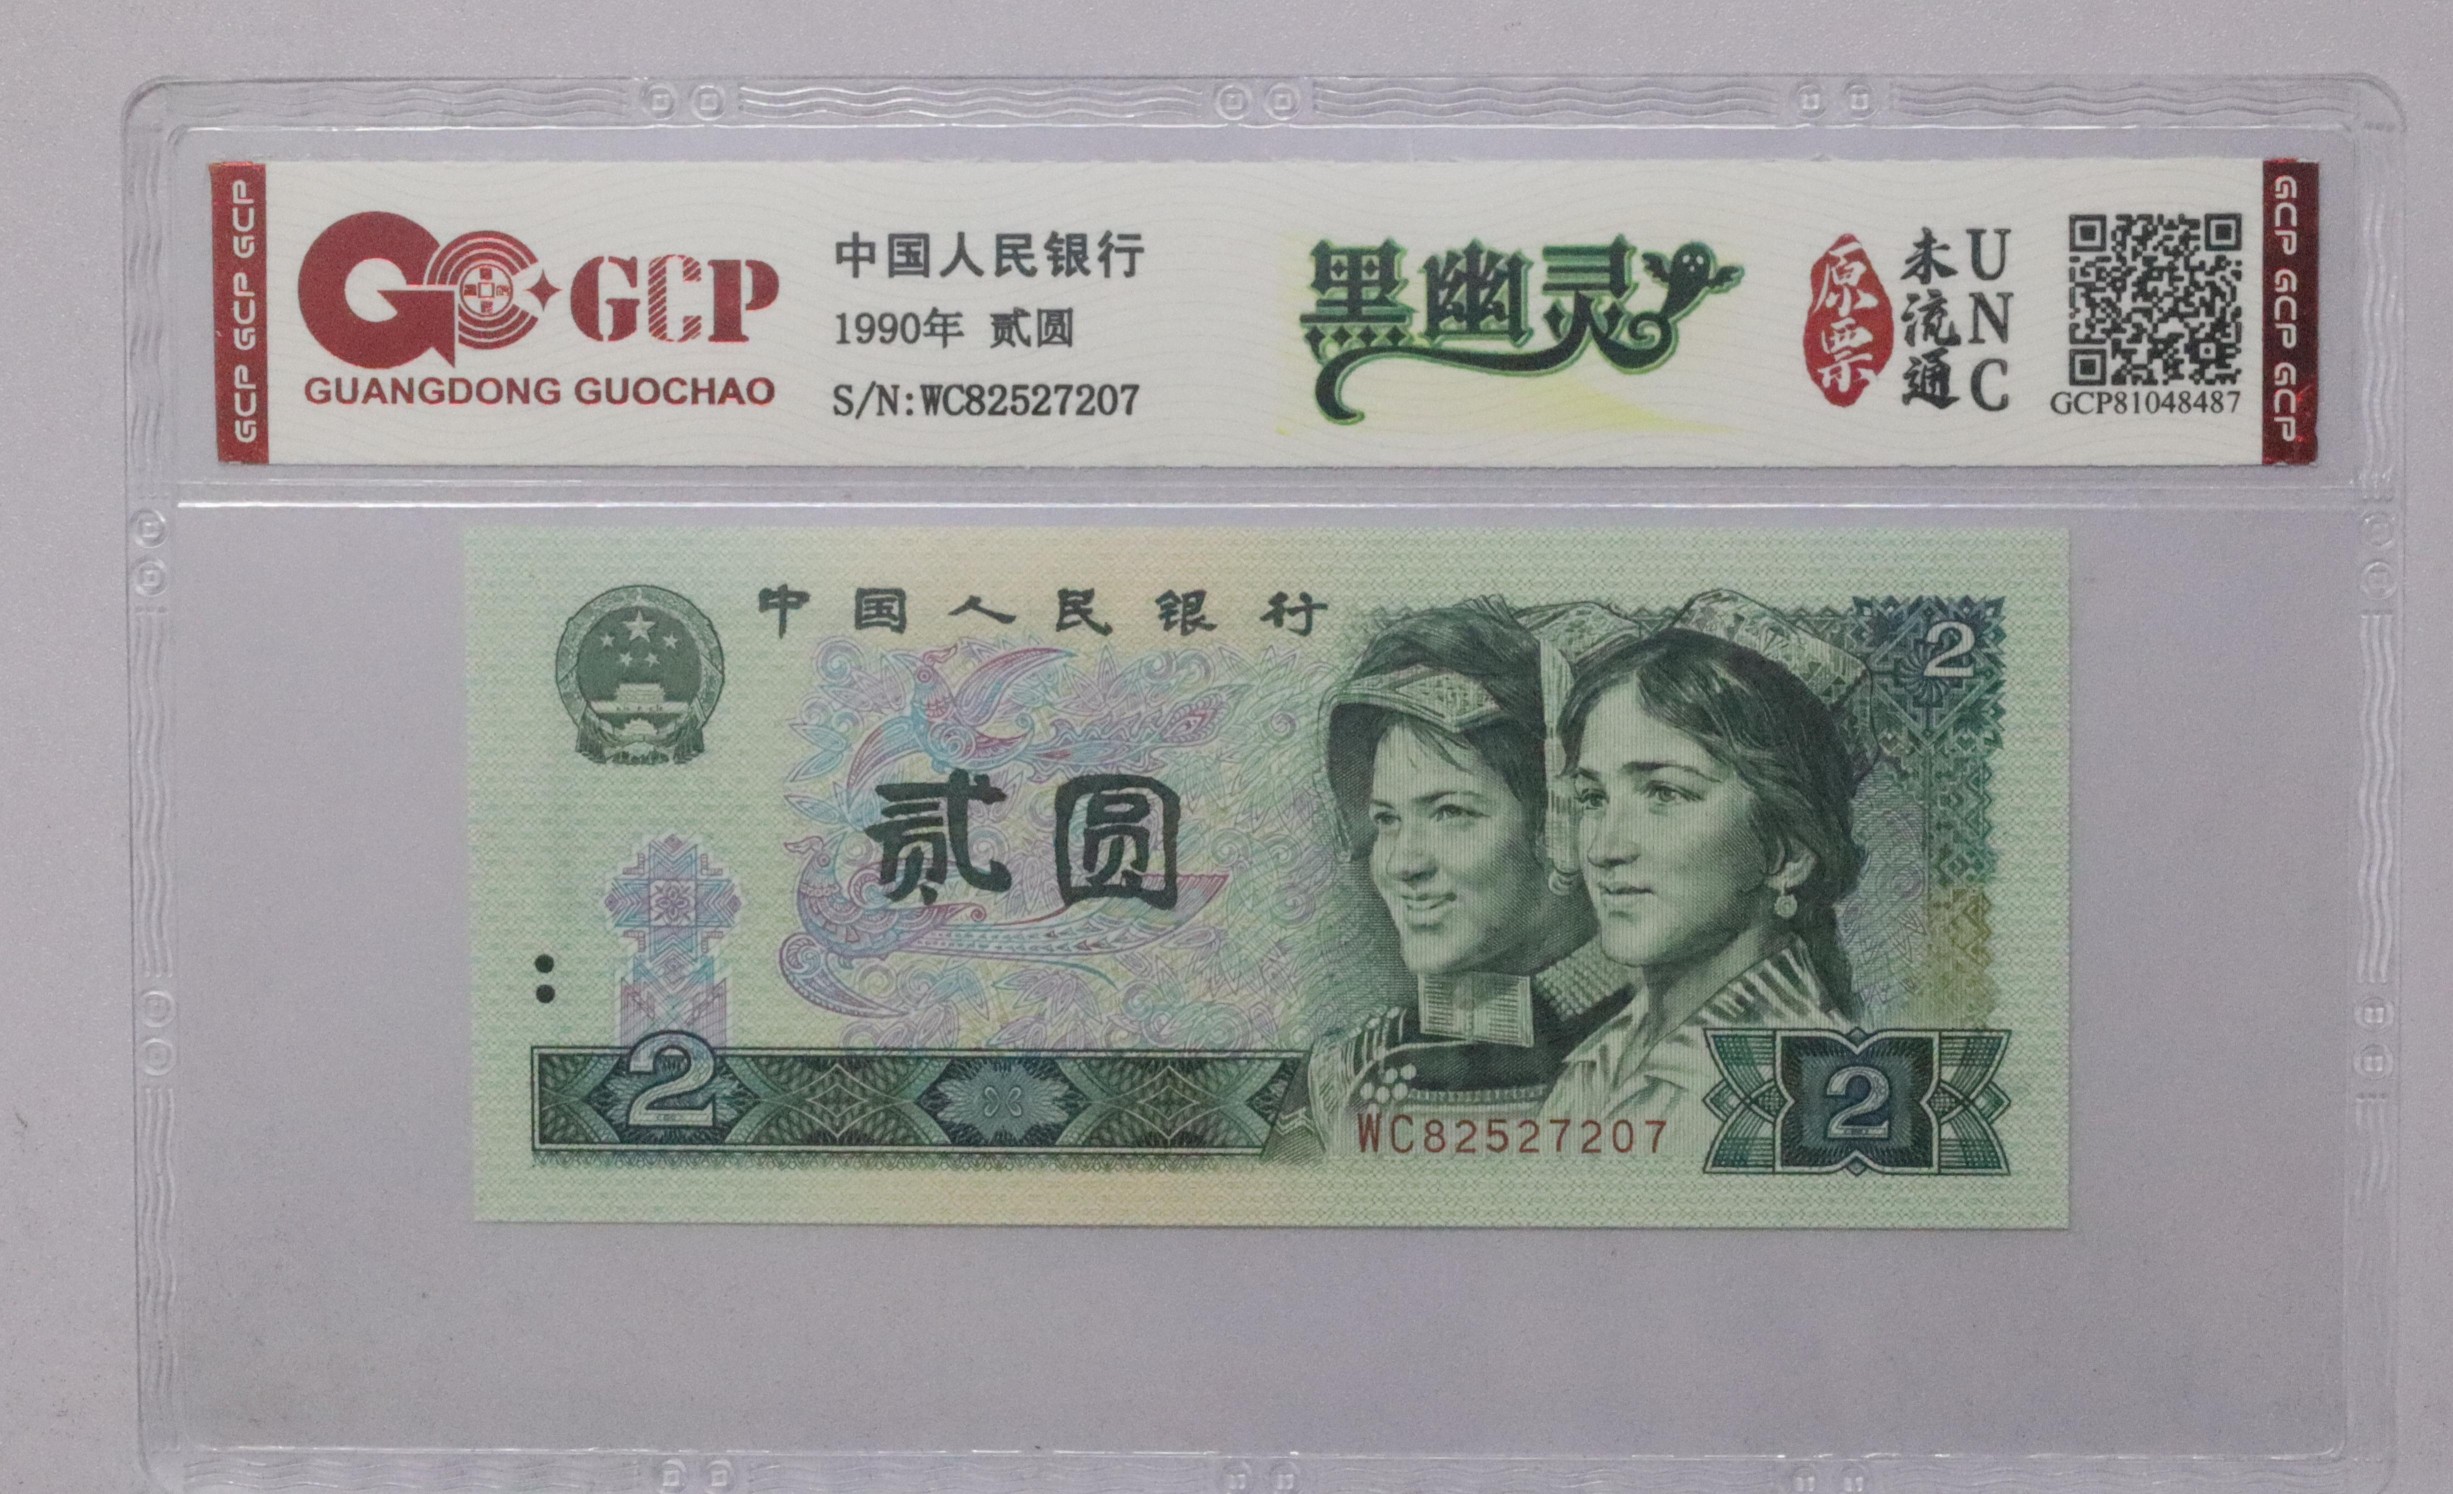 GCP GCP GCP
GCP
GUANGDONG GUOCHAO
中国人民银行
1990年 贰圆
S/N:WC82527207
黑幽灵
原票
未流通
UNC
GCP81048487
GCP GCP GCP
中国人民银行
2
贰圆
2
2
WC82527207